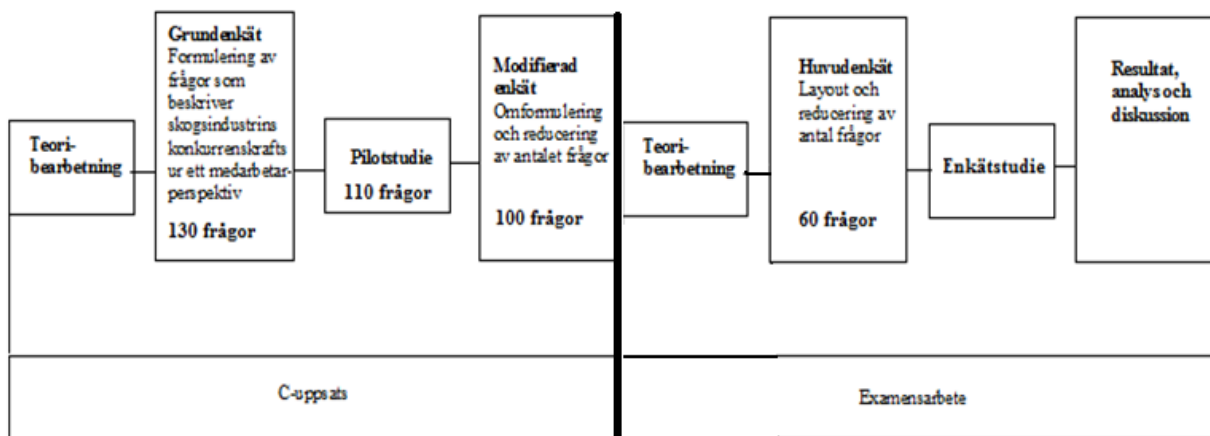 Teori-
bearbetning
Grundenkät
Formulering av
frågor som
beskriver
skogsindustrins
konkurrenskrafts
ur ett medarbetar-
perspektiv
130 frågor
Pilotstudie
110 frågor
Modifierad
enkät
Omformulering
och reducering
av antalet frågor
100 frågor
Teori-
bearbetning
Huvudenkät
Layout och
reducering av
antal frågor
60 frågor
Enkätstudie
Resultat,
analys och
diskussion
C-uppsats
Examensarbete